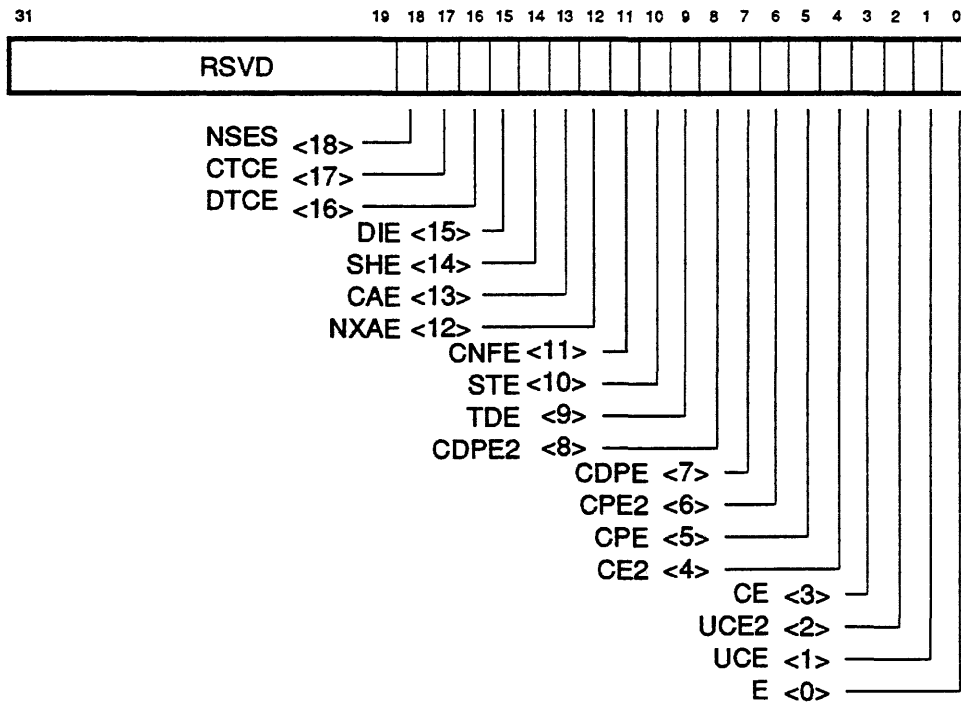 31 19 18 17 16 15 14 13 12 11 10 9 8 7 6 5 4 3 2 1 0
RSVD
NSES <18>
CTCE <17>
DTCE <16>
DIE <15>
SHE <14>
CAE <13>
NXAE <12>
CNFE <11>
STE <10>
TDE <9>
CDPE2 <8>
CDPE <7>
CPE2 <6>
CPE <5>
CE2 <4>
CE <3>
UCE2 <2>
UCE <1>
E <0>